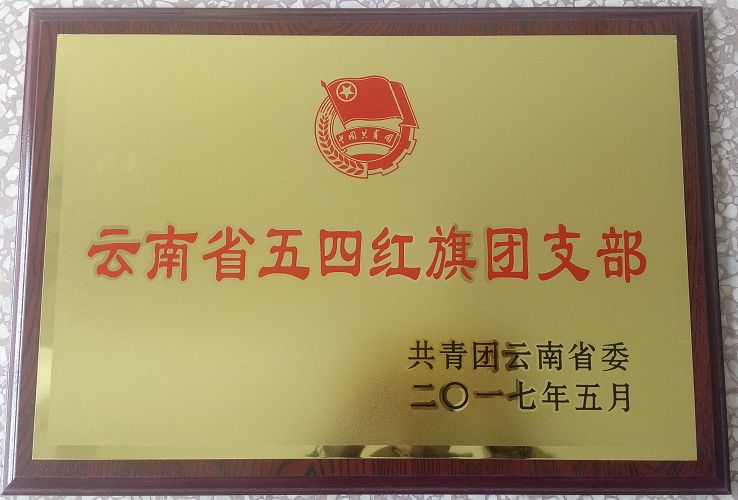 中国共青团
云南省五四红旗团支部
共青团云南省委
二〇一七年五月